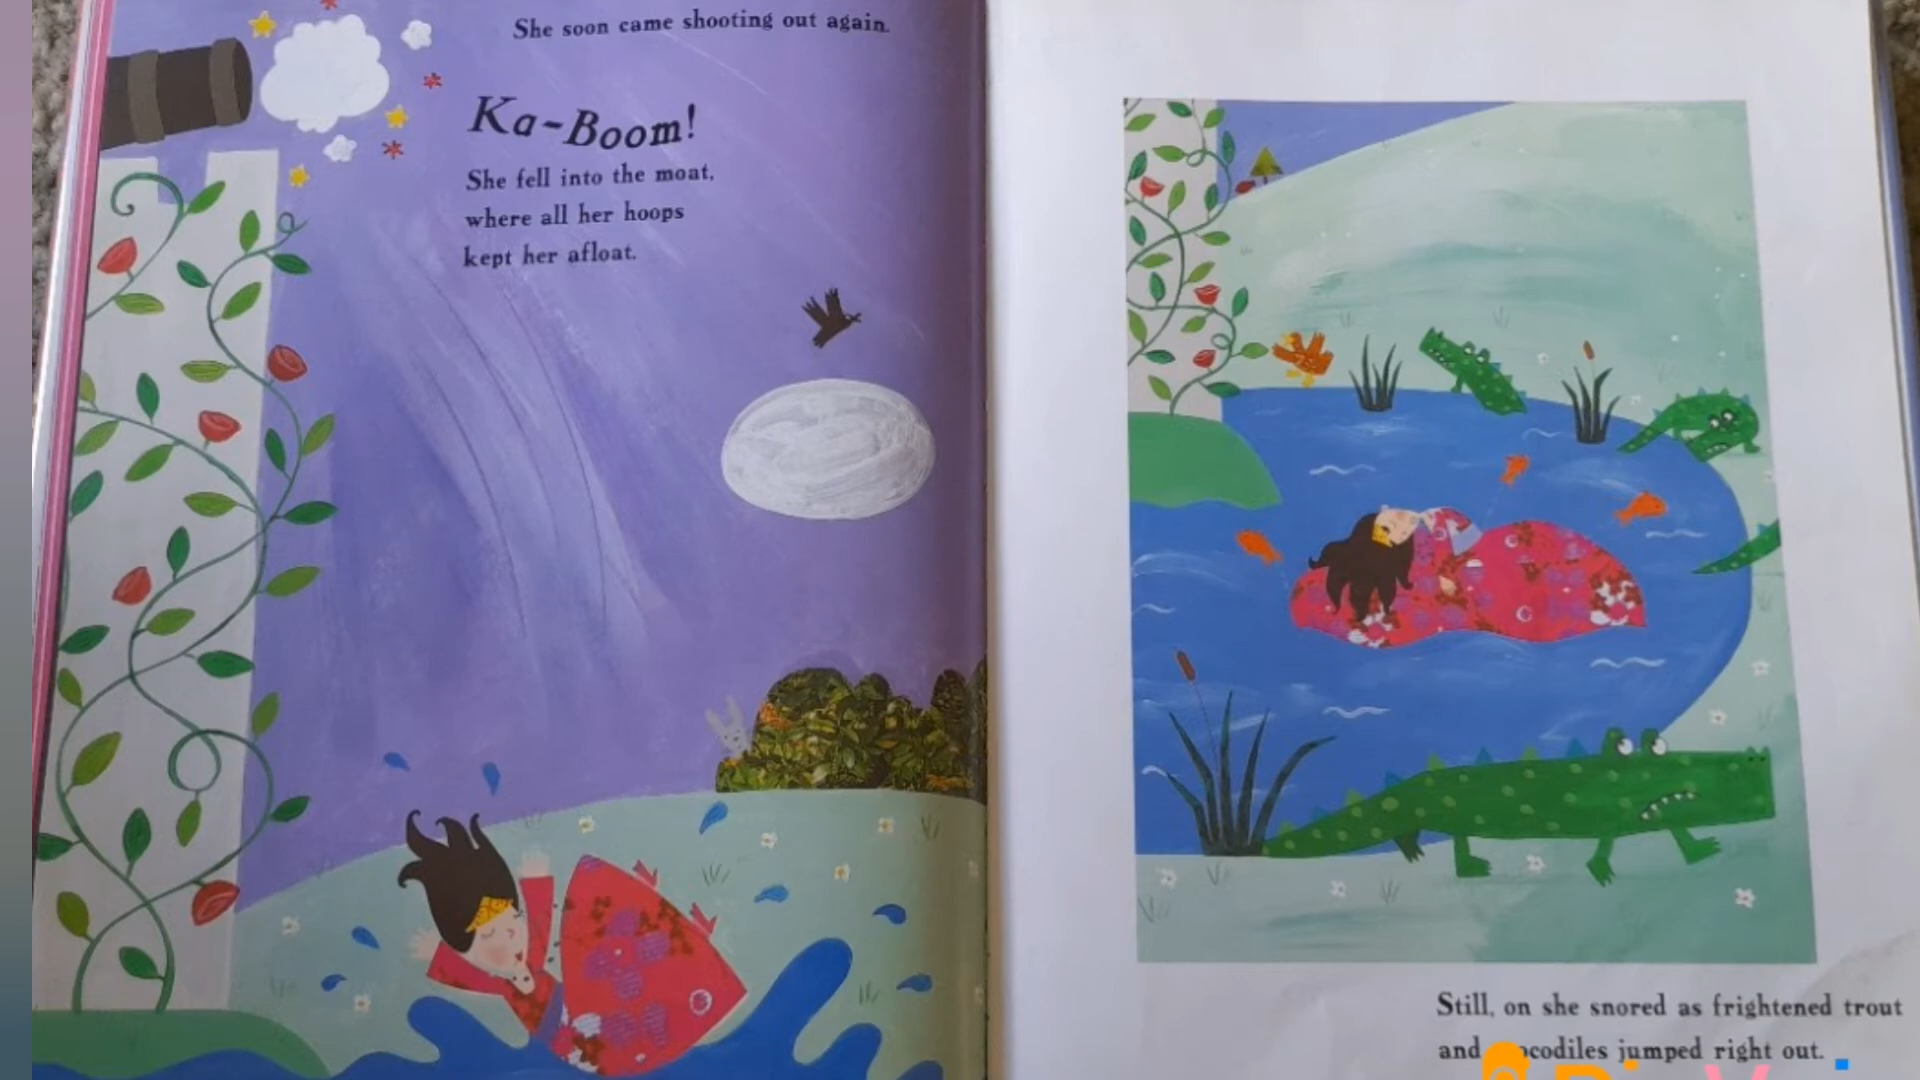 She soon came shooting out again.
Ka-Boom!
She fell into the moat,
where all her hoops
kept her afloat.
Still, on she snored as frightened trout
and jumped right out.